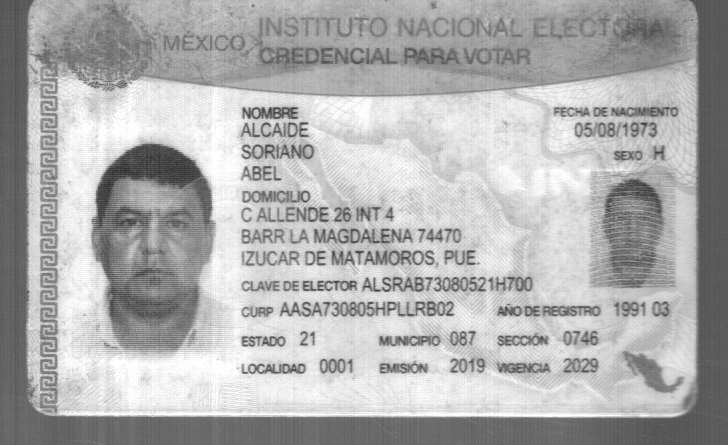 MÉXICO INSTITUTO NACIONAL ELECTORAL
CREDENCIAL PARA VOTAR
NOMBRE
ALCAIDE
SORIANO
ABEL
FECHA DE NACIMIENTO
05/08/1973
SEXO H
DOMICILIO
C ALLENDE 26 INT 4
BARR LA MAGDALENA 74470
IZUCAR DE MATAMOROS, PUE.
CLAVE DE ELECTOR ALSRAB73080521H700
CURP AASA730805HPLLRB02 AÑO DE REGISTRO 1991 03
ESTADO 21 MUNICIPIO 087 SECCIÓN 0746
LOCALIDAD 0001 EMISIÓN 2019 VIGENCIA 2029